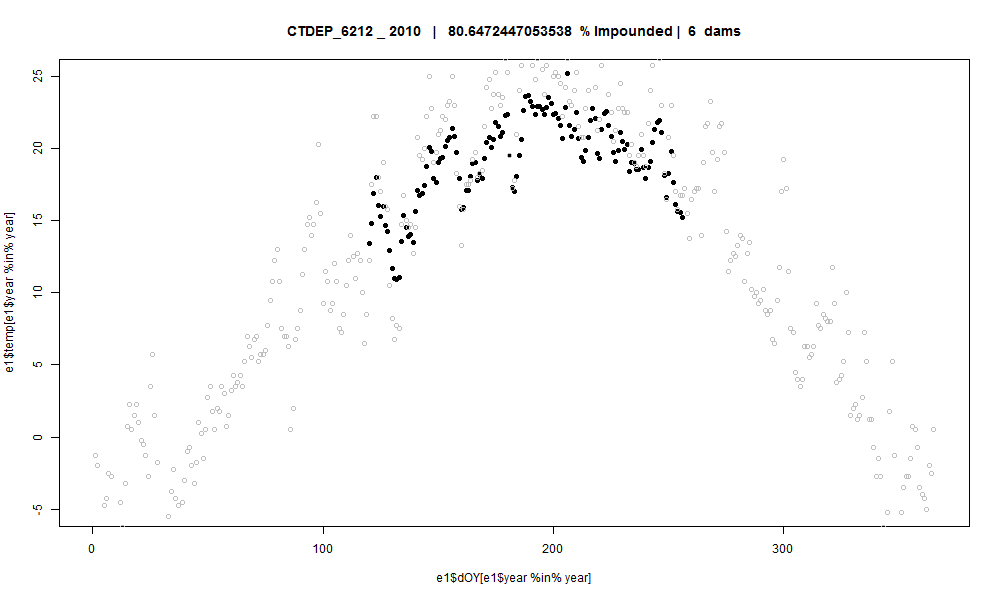 CTDEP_6212 _ 2010 | 80.6472447053538 % Impounded | 6 dams
e1$temp[e1$year %in% year]
25
20
15
10
5
0
-5
0 100 200 300
e1$dOY[e1$year %in% year]